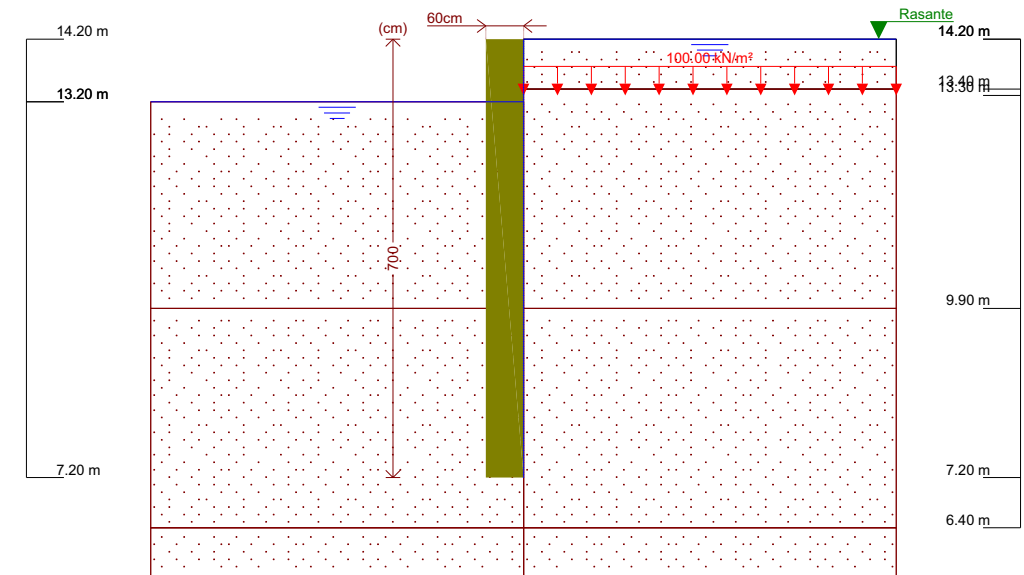 60cm
Rasante
14.20 m
(cm)
14.20 m
100.00 kN/m²
13.40 m
13.30 m
13.20 m
700
9.90 m
7.20 m
7.20 m
6.40 m